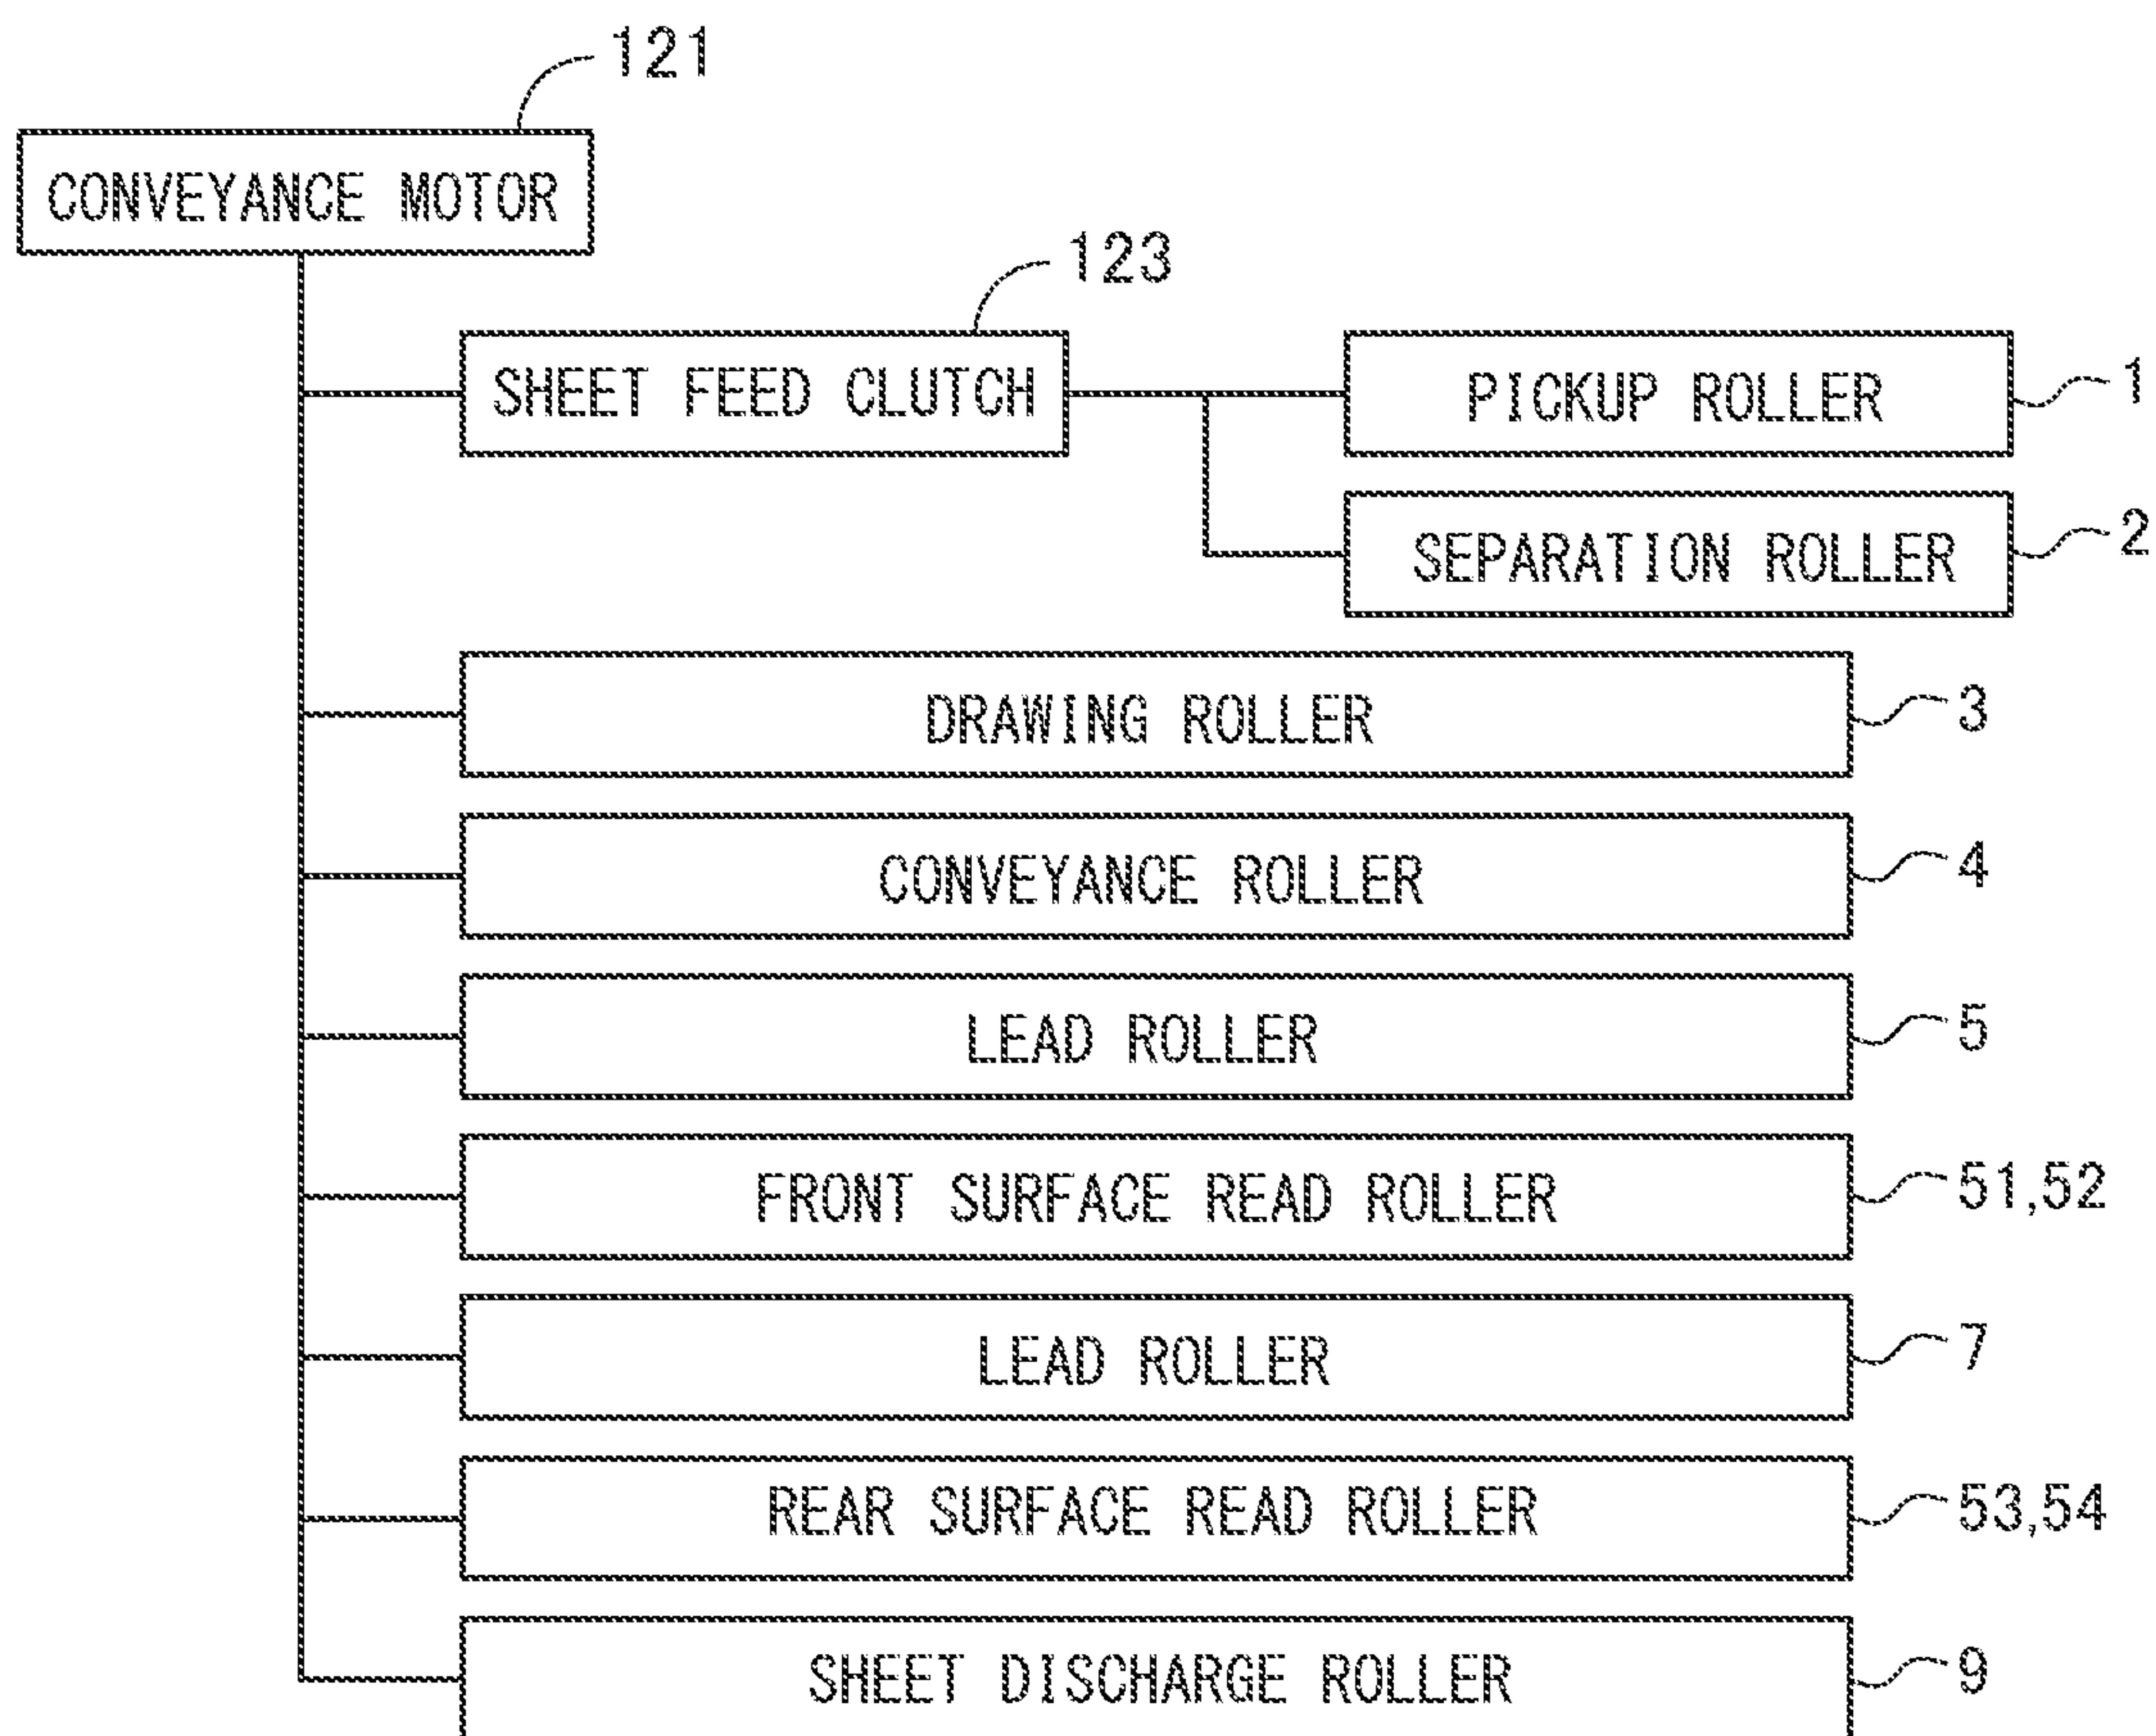 121
CONVEYANCE MOTOR
123
SHEET FEED CLUTCH
PICKUP ROLLER
1
SEPARATION ROLLER
2
DRAWING ROLLER
3
CONVEYANCE ROLLER
4
LEAD ROLLER
5
FRONT SURFACE READ ROLLER
51,52
LEAD ROLLER
7
REAR SURFACE READ ROLLER
53,54
SHEET DISCHARGE ROLLER
9